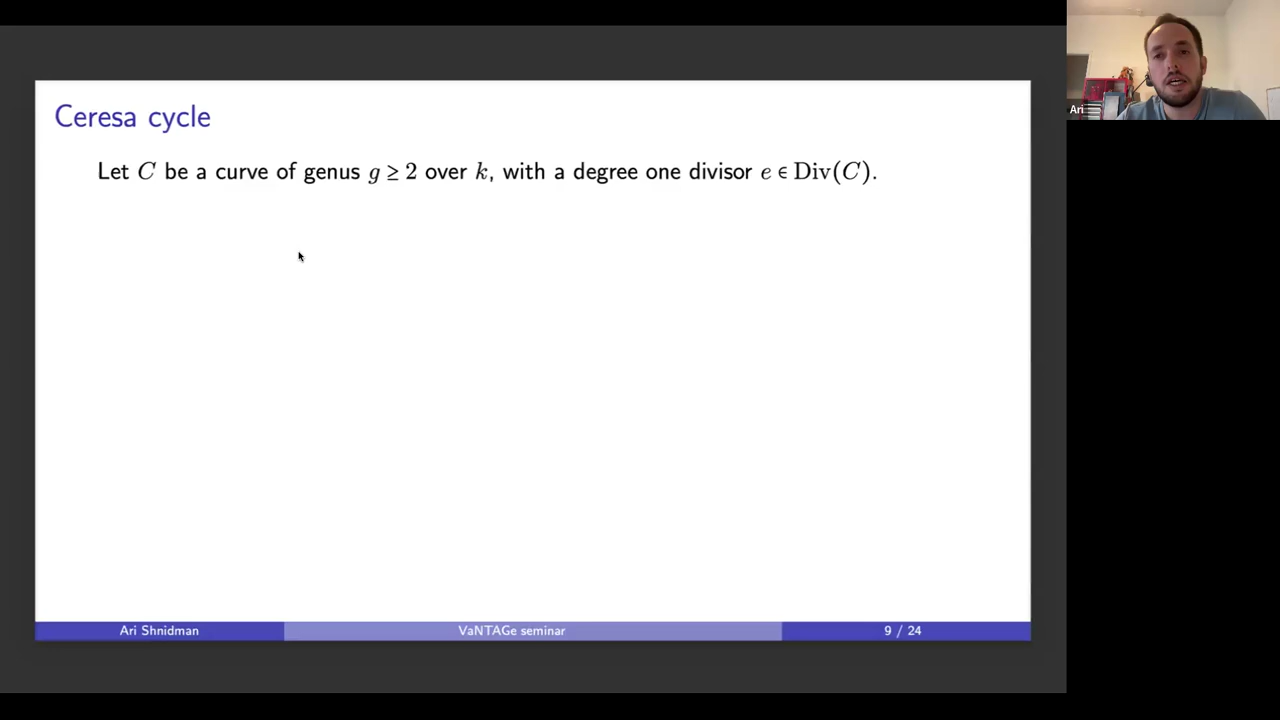 Ceresa cycle
Let C be a curve of genus g ≥ 2 over k, with a degree one divisor e ∈ Div(C).
Ari Shnidman VaNTAGe seminar 9 / 24
Ari